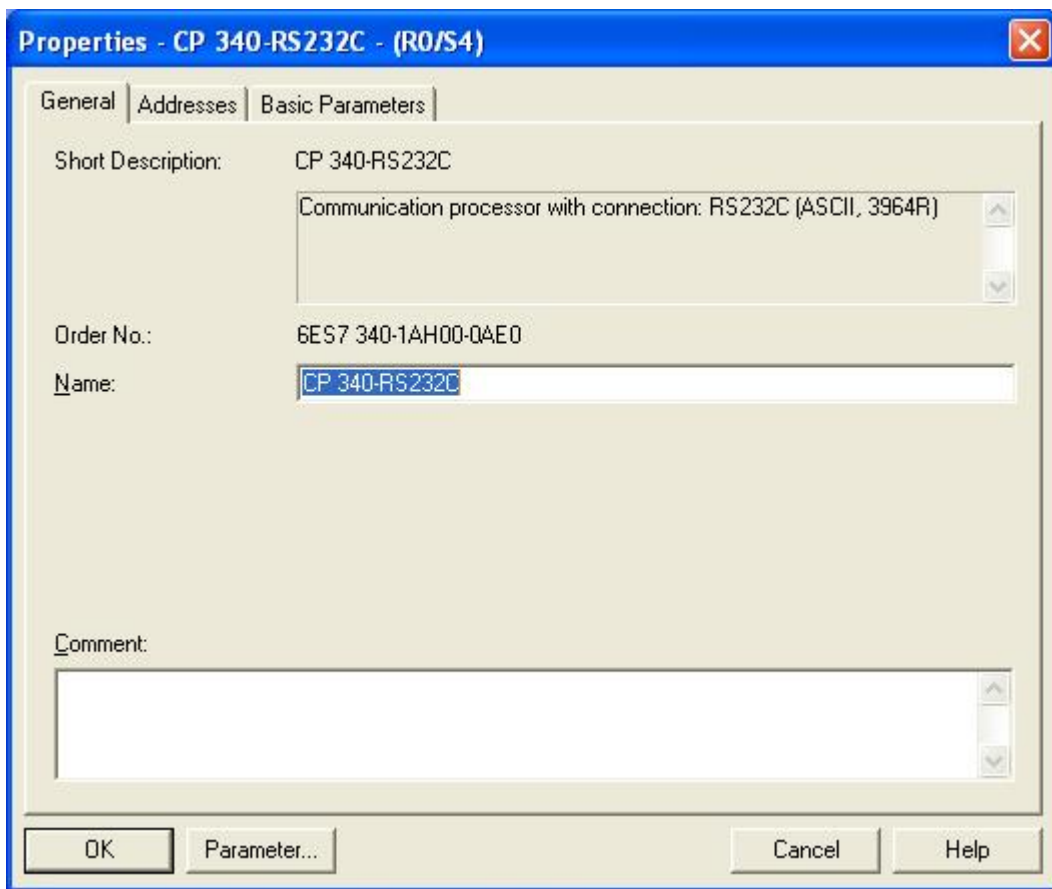 Properties - CP 340-RS232C - (R0/S4)
General Addresses Basic Parameters
Short Description: CP 340-RS232C
Communication processor with connection: RS232C (ASCII, 3964R)
Order No.: 6ES7 340-1AH00-0AE0
Name: CP 340-RS232C
Comment:
OK Parameter... Cancel Help